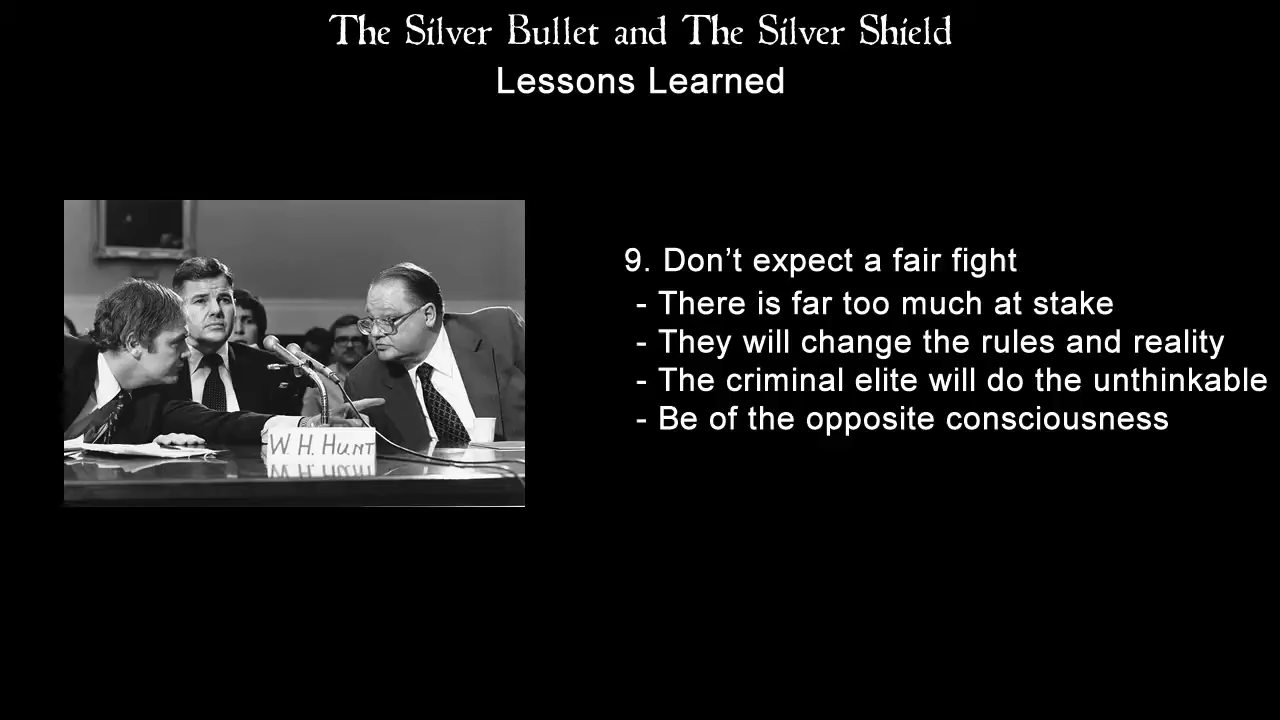 The Silver Bullet and The Silver Shield
Lessons Learned
9. Don't expect a fair fight
- There is far too much at stake
- They will change the rules and reality
- The criminal elite will do the unthinkable
- Be of the opposite consciousness
W. H. HUNT